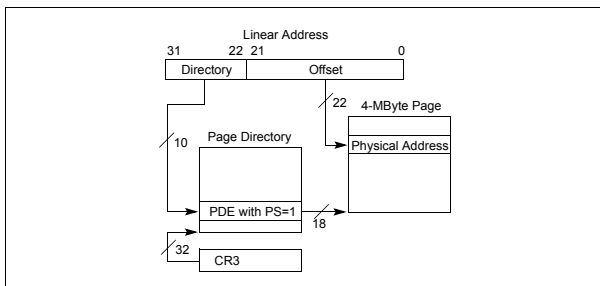 Linear Address
31 22 21 0
Directory Offset
22 4-MByte Page
10 Page Directory
Physical Address
PDE with PS=1
18
32
CR3